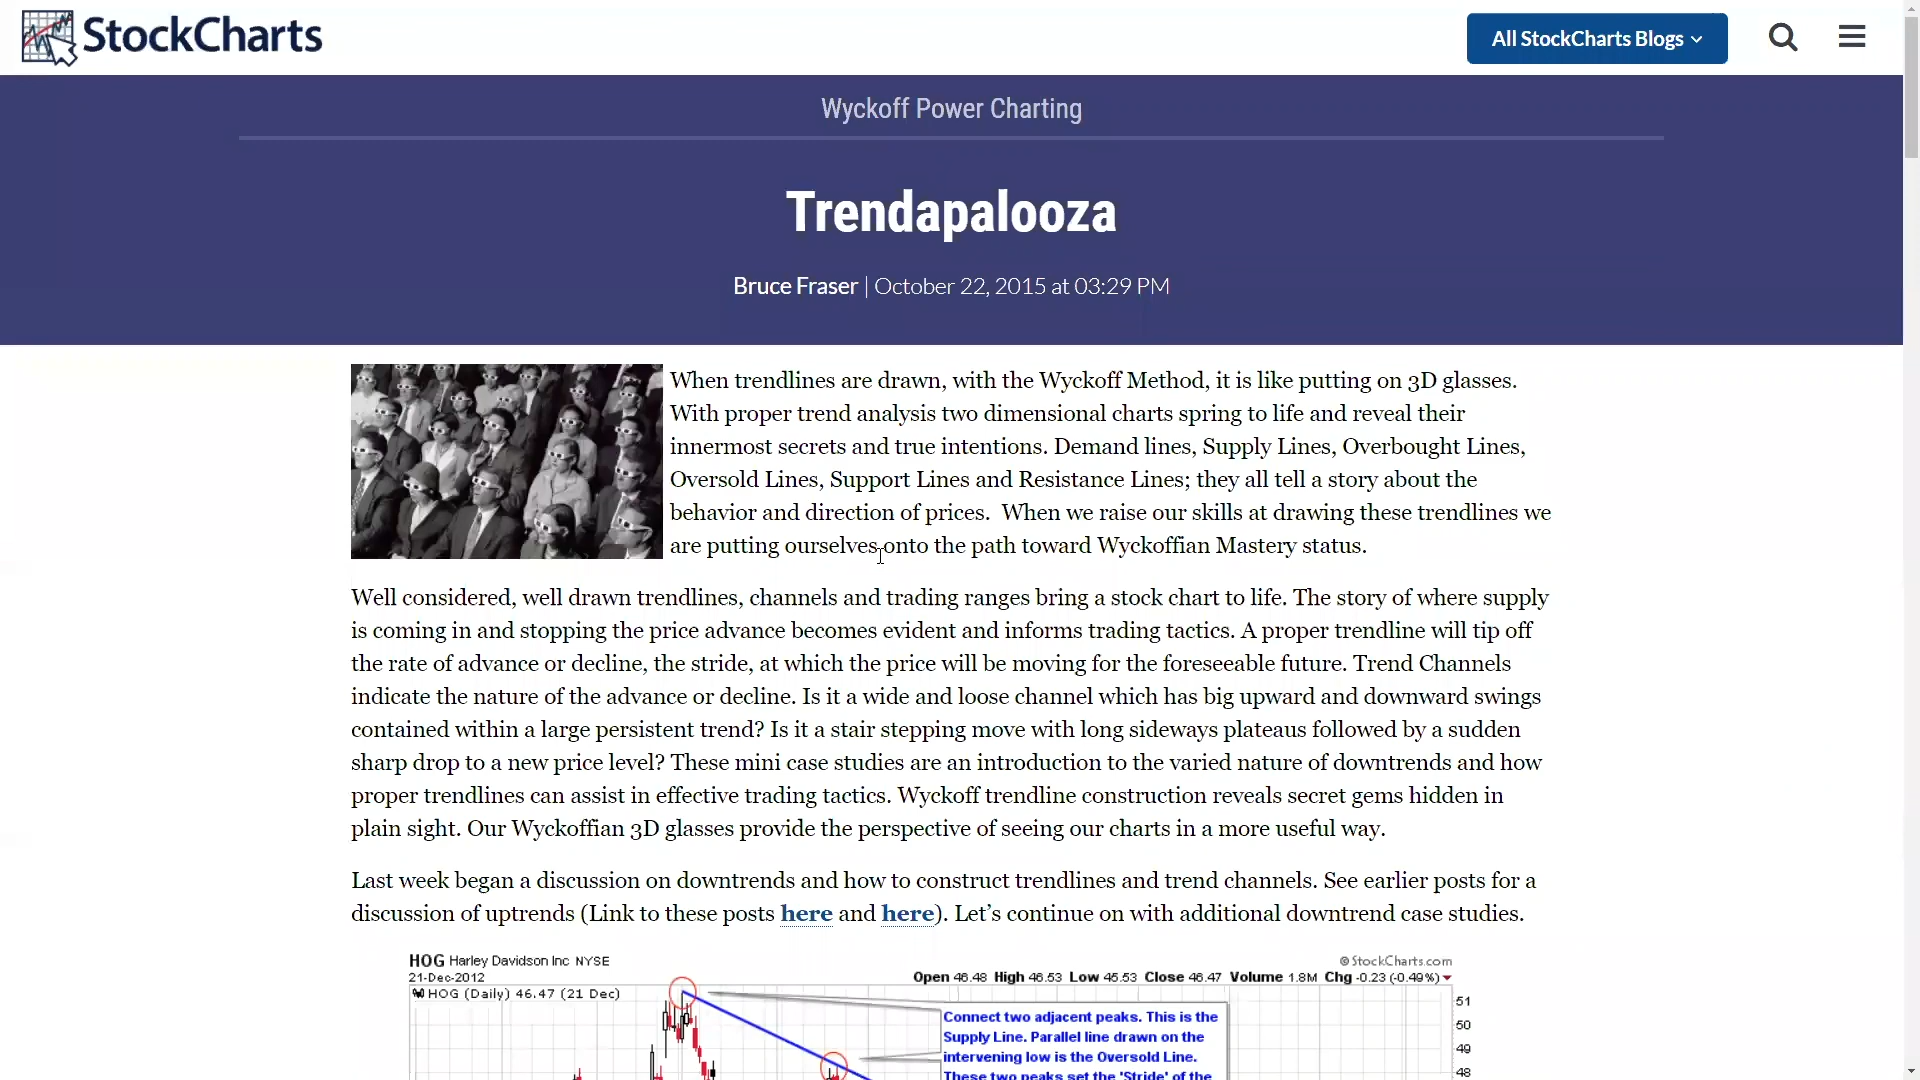 StockCharts
All StockCharts Blogs
Wyckoff Power Charting
Trendapalooza
Bruce Fraser | October 22, 2015 at 03:29 PM
When trendlines are drawn, with the Wyckoff Method, it is like putting on 3D glasses.
With proper trend analysis two dimensional charts spring to life and reveal their
innermost secrets and true intentions. Demand lines, Supply Lines, Overbought Lines,
Oversold Lines, Support Lines and Resistance Lines; they all tell a story about the
behavior and direction of prices.  When we raise our skills at drawing these trendlines we
are putting ourselves onto the path toward Wyckoffian Mastery status.
Well considered, well drawn trendlines, channels and trading ranges bring a stock chart to life. The story of where supply
is coming in and stopping the price advance becomes evident and informs trading tactics. A proper trendline will tip off
the rate of advance or decline, the stride, at which the price will be moving for the foreseeable future. Trend Channels
indicate the nature of the advance or decline. Is it a wide and loose channel which has big upward and downward swings
contained within a large persistent trend? Is it a stair stepping move with long sideways plateaus followed by a sudden
sharp drop to a new price level? These mini case studies are an introduction to the varied nature of downtrends and how
proper trendlines can assist in effective trading tactics. Wyckoff trendline construction reveals secret gems hidden in
plain sight. Our Wyckoffian 3D glasses provide the perspective of seeing our charts in a more useful way.
Last week began a discussion on downtrends and how to construct trendlines and trend channels. See earlier posts for a
discussion of uptrends (Link to these posts here and here). Let's continue on with additional downtrend case studies.
HOG Harley Davidson Inc NYSE
© StockCharts.com
21-Dec-2012
Open 46.48 High 46.53 Low 45.53 Close 46.47 Volume 1.8M Chg -0.23 (-0.49%)
HOG (Daily) 46.47 (21 Dec)
51
Connect two adjacent peaks. This is the
50
Supply Line. Parallel line drawn on the
49
intervening low is the Oversold Line.
48
These two peaks set the 'Stride' of the